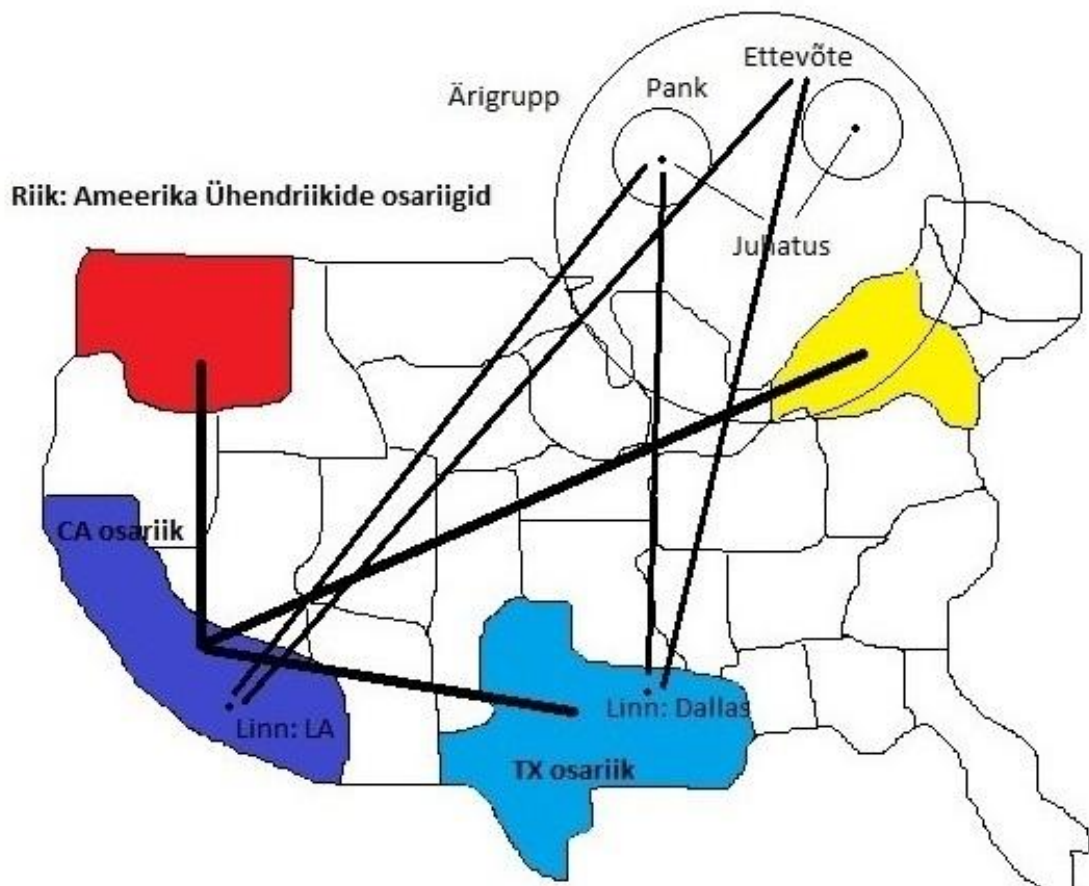 Ettevõte
Ärigrupp
Pank
Riik: Ameerika Ühendriikide osariigid
Juhatus
CA osariik
Linn: LA
Linn: Dallas
TX osariik